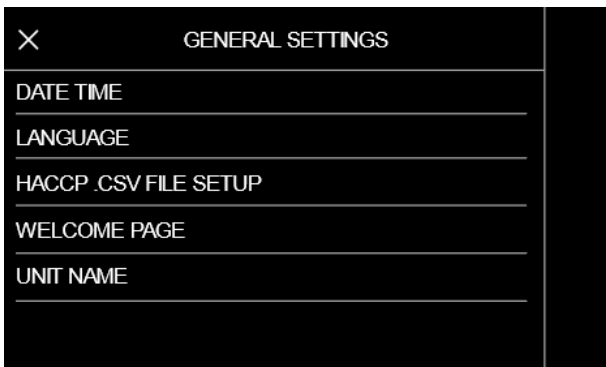 GENERAL SETTINGS
DATE TIME
LANGUAGE
HACCP .CSV FILE SETUP
WELCOME PAGE
UNIT NAME